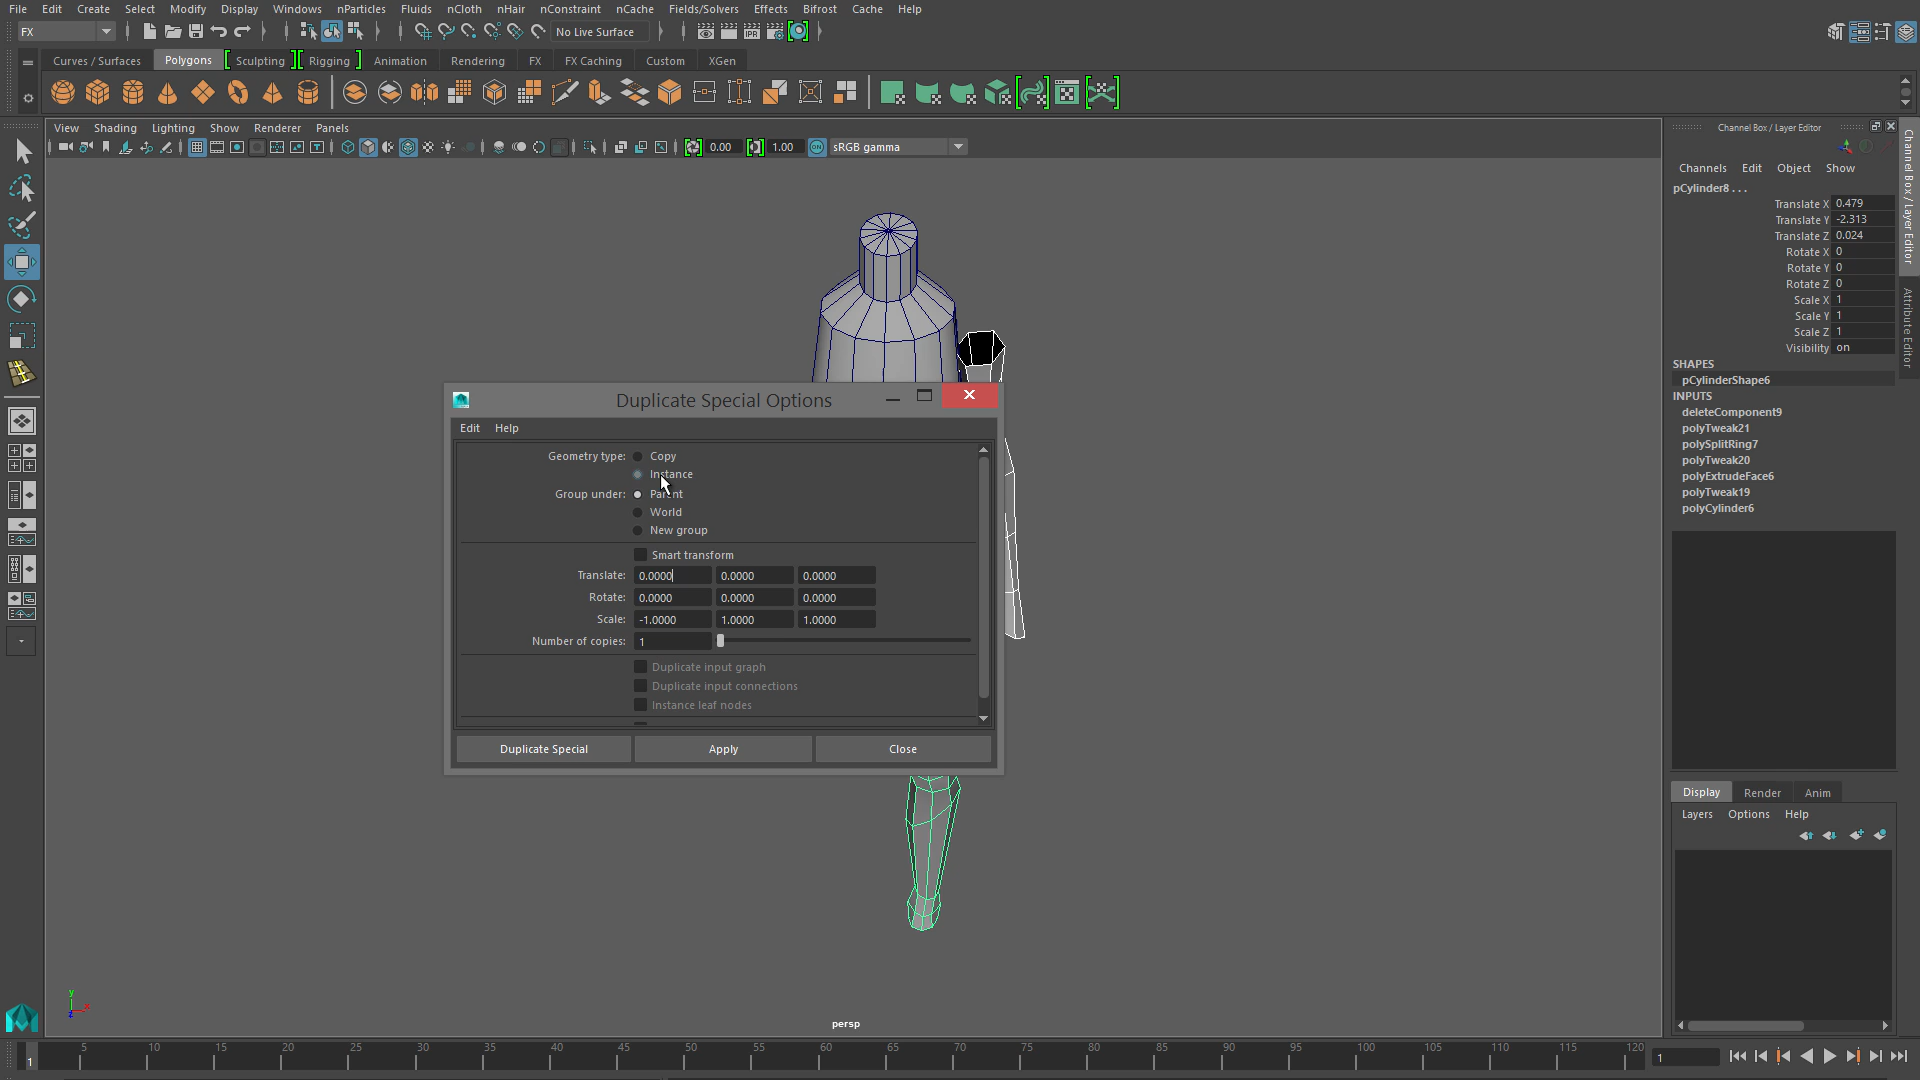 File Edit Create Select Modify Display Windows nParticles Fluids nCloth nHair nConstraint nCache Fields/Solvers Effects Bifrost Cache Help
FX No Live Surface IPR
Curves / Surfaces Polygons Sculpting Rigging Animation Rendering FX FX Caching Custom XGen
View Shading Lighting Show Renderer Panels
0.00 1.00 ON sRGB gamma
Channel Box / Layer Editor
Channels Edit Object Show
pCylinder8 . . .
Translate X 0.479
Translate Y -2.313
Translate Z 0.024
Rotate X 0
Rotate Y 0
Rotate Z 0
Scale X 1
Scale Y 1
Scale Z 1
Visibility on
SHAPES
pCylinderShape6
INPUTS
deleteComponent9
polyTweak21
polySplitRing7
polyTweak20
polyExtrudeFace6
polyTweak19
polyCylinder6
Channel Box / Layer Editor
Attribute Editor
Duplicate Special Options
Edit Help
Geometry type: Copy
Instance
Group under: Parent
World
New group
Smart transform
Translate: 0.0000 0.0000 0.0000
Rotate: 0.0000 0.0000 0.0000
Scale: -1.0000 1.0000 1.0000
Number of copies: 1
Duplicate input graph
Duplicate input connections
Instance leaf nodes
Duplicate Special Apply Close
Display Render Anim
Layers Options Help
y
x
z
persp
1 5 10 15 20 25 30 35 40 45 50 55 60 65 70 75 80 85 90 95 100 105 110 115 120 1